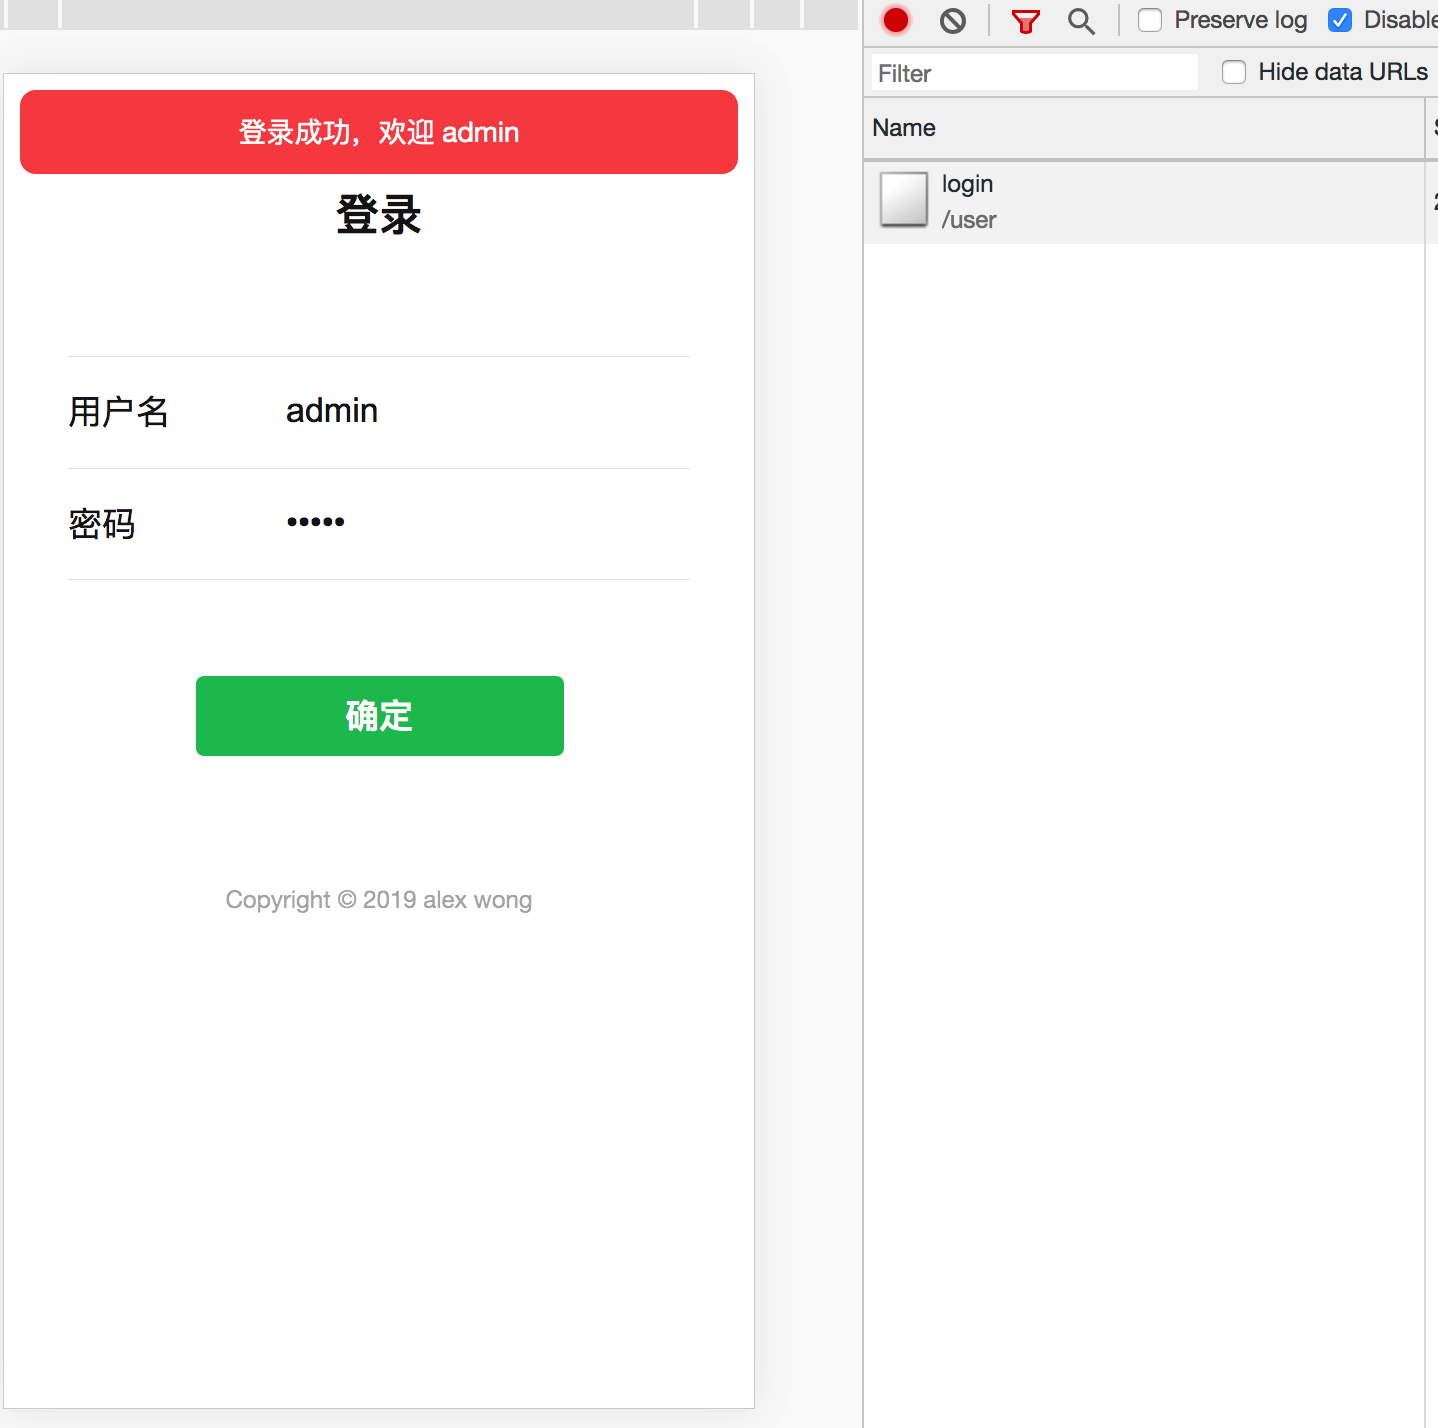 登录成功，欢迎 admin
登录
用户名 admin
密码 •••••
确定
Copyright © 2019 alex wong
Preserve log
Filter
Hide data URLs
Name
login
/user